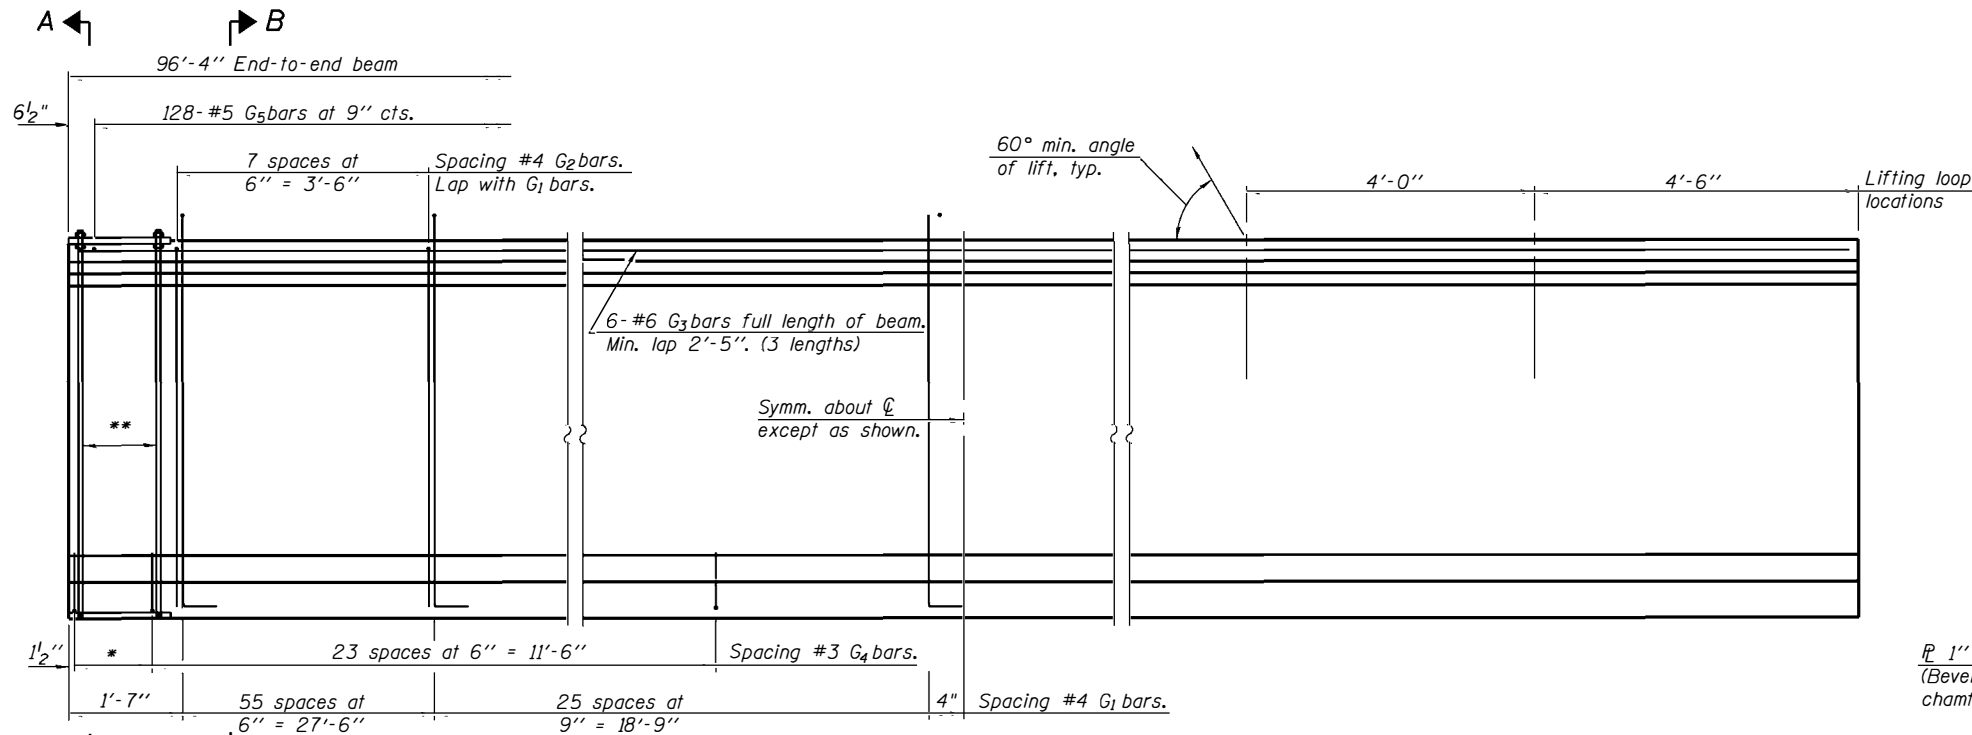 A B
96'-4" End-to-end beam
6½"
128-#5 G5 bars at 9" cts.
7 spaces at
6" = 3'-6"
Spacing #4 G2 bars.
Lap with G1 bars.
60° min. angle
of lift, typ.
4'-0"
4'-6"
Lifting loop
locations
6-#6 G3 bars full length of beam.
Min. lap 2'-5". (3 lengths)
Symm. about ℄
except as shown.
**
1½"
*
23 spaces at 6" = 11'-6"
Spacing #3 G4 bars.
1'-7"
55 spaces at
6" = 27'-6"
25 spaces at
9" = 18'-9"
4"
Spacing #4 G1 bars.
PL 1"
(Beve
chamf